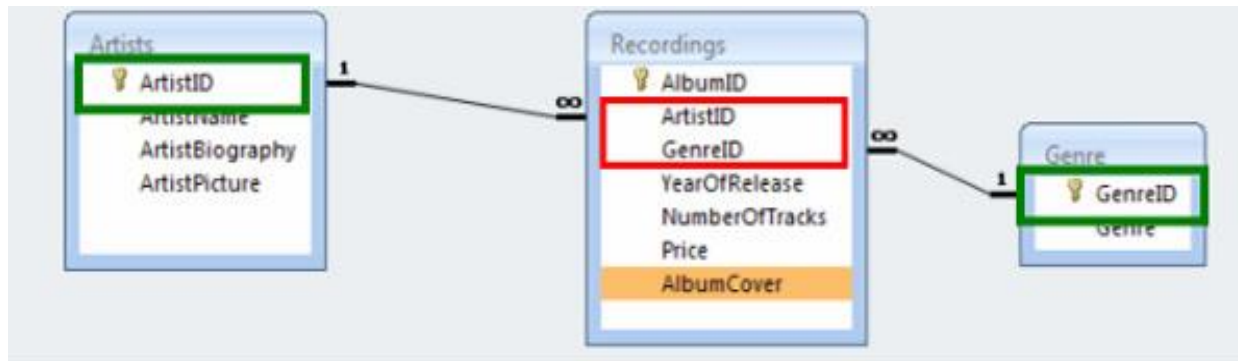 Artists
ArtistID
ArtistName
ArtistBiography
ArtistPicture
1
∞
Recordings
AlbumID
ArtistID
GenreID
YearOfRelease
NumberOfTracks
Price
AlbumCover
∞
1
Genre
GenreID
Genre